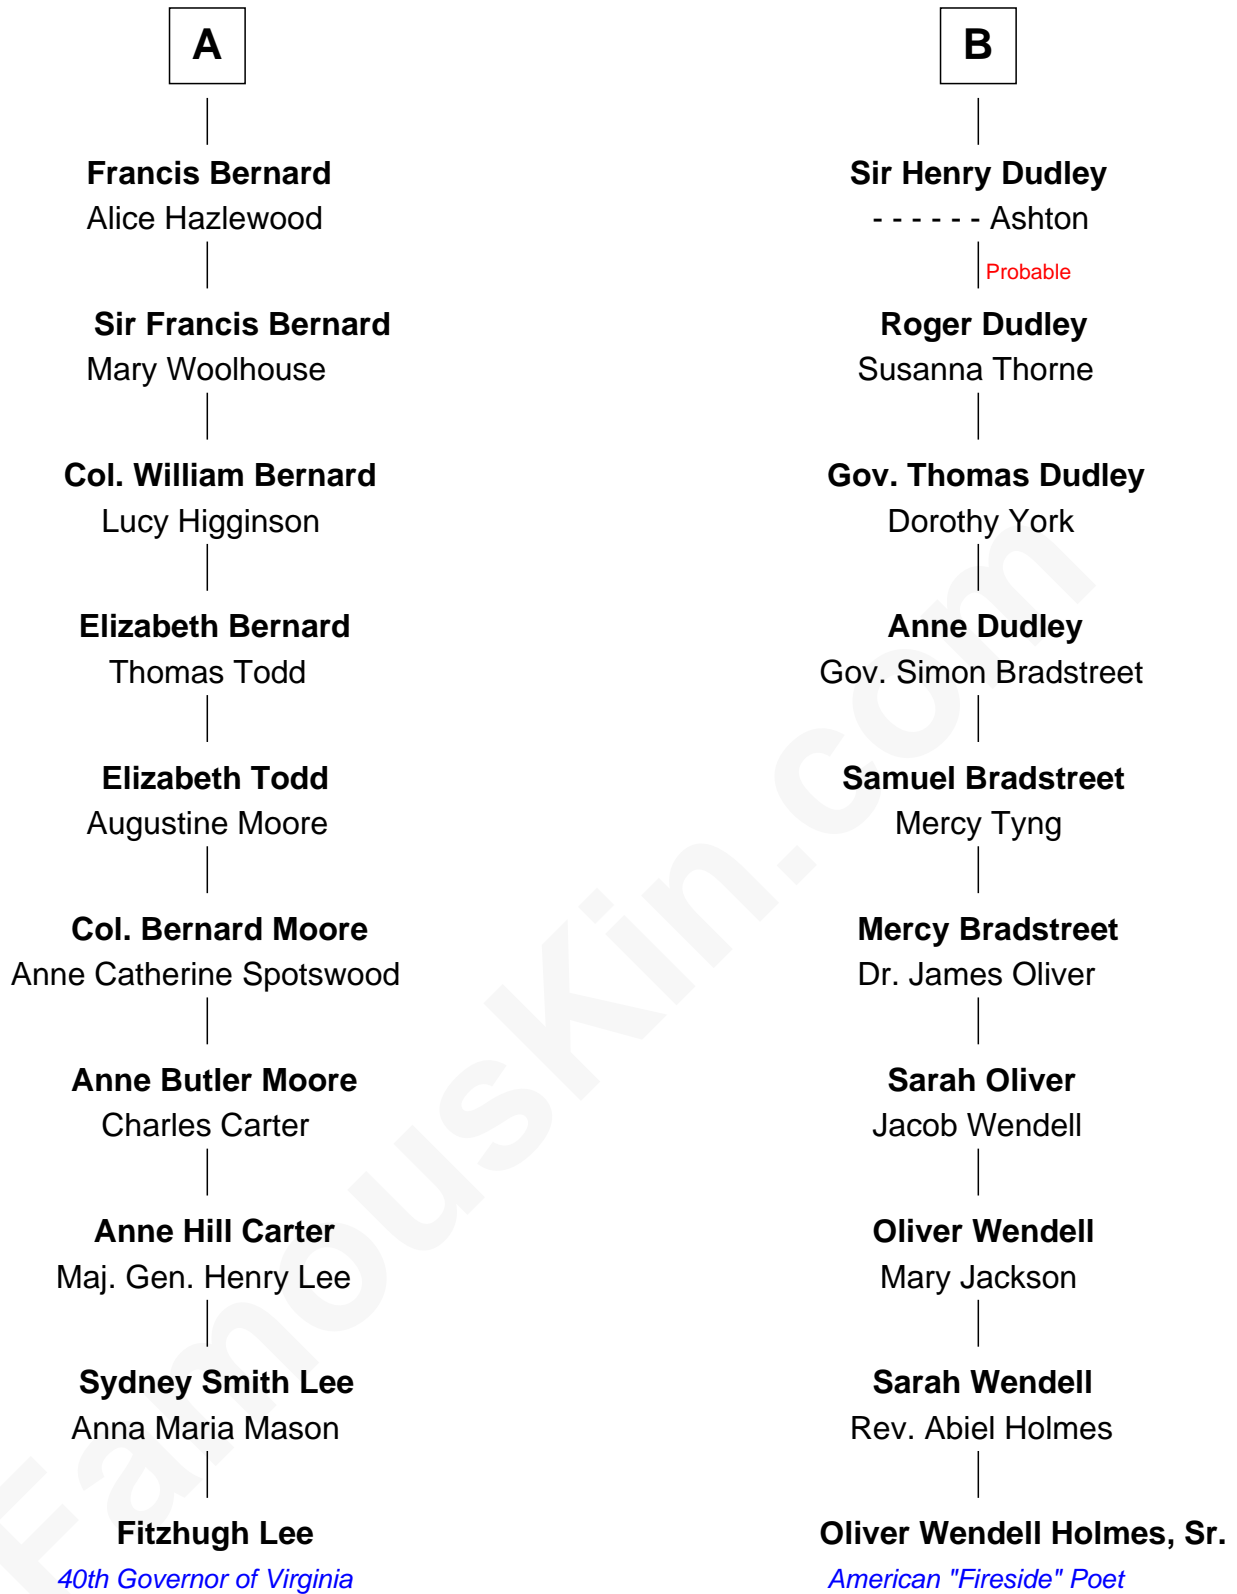 A
Francis Bernard
Alice Hazlewood
Sir Francis Bernard
Mary Woolhouse
Col. William Bernard
Lucy Higginson
Elizabeth Bernard
Thomas Todd
Elizabeth Todd
Augustine Moore
Col. Bernard Moore
Anne Catherine Spotswood
Anne Butler Moore
Charles Carter
Anne Hill Carter
Maj. Gen. Henry Lee
Sydney Smith Lee
Anna Maria Mason
Fitzhugh Lee
40th Governor of Virginia
B
Sir Henry Dudley
- - - - - - Ashton
Probable
Roger Dudley
Susanna Thorne
Gov. Thomas Dudley
Dorothy York
Anne Dudley
Gov. Simon Bradstreet
Samuel Bradstreet
Mercy Tyng
Mercy Bradstreet
Dr. James Oliver
Sarah Oliver
Jacob Wendell
Oliver Wendell
Mary Jackson
Sarah Wendell
Rev. Abiel Holmes
Oliver Wendell Holmes, Sr.
American "Fireside" Poet
FamousKin.com